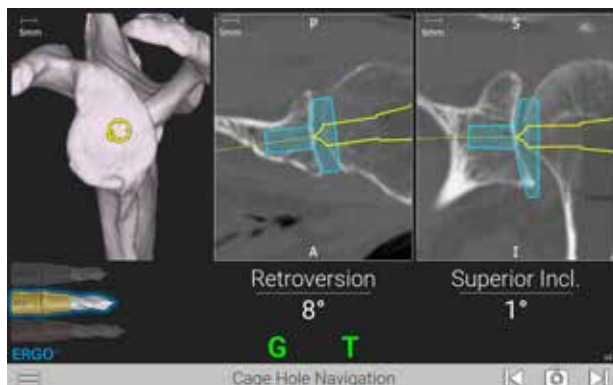 5mm
P
A
5mm
S
I
5mm
Retroversion
8°
Superior Incl.
1°
G T
ERGO
Cage Hole Navigation